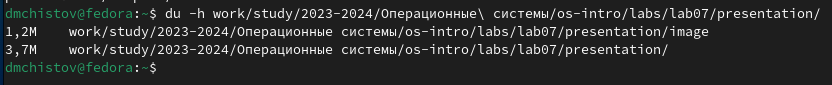 dmchistov@fedora:~$ du -h work/study/2023-2024/Операционные\ системы/os-intro/labs/lab07/presentation/
1,2M    work/study/2023-2024/Операционные системы/os-intro/labs/lab07/presentation/image
3,7M    work/study/2023-2024/Операционные системы/os-intro/labs/lab07/presentation/
dmchistov@fedora:~$